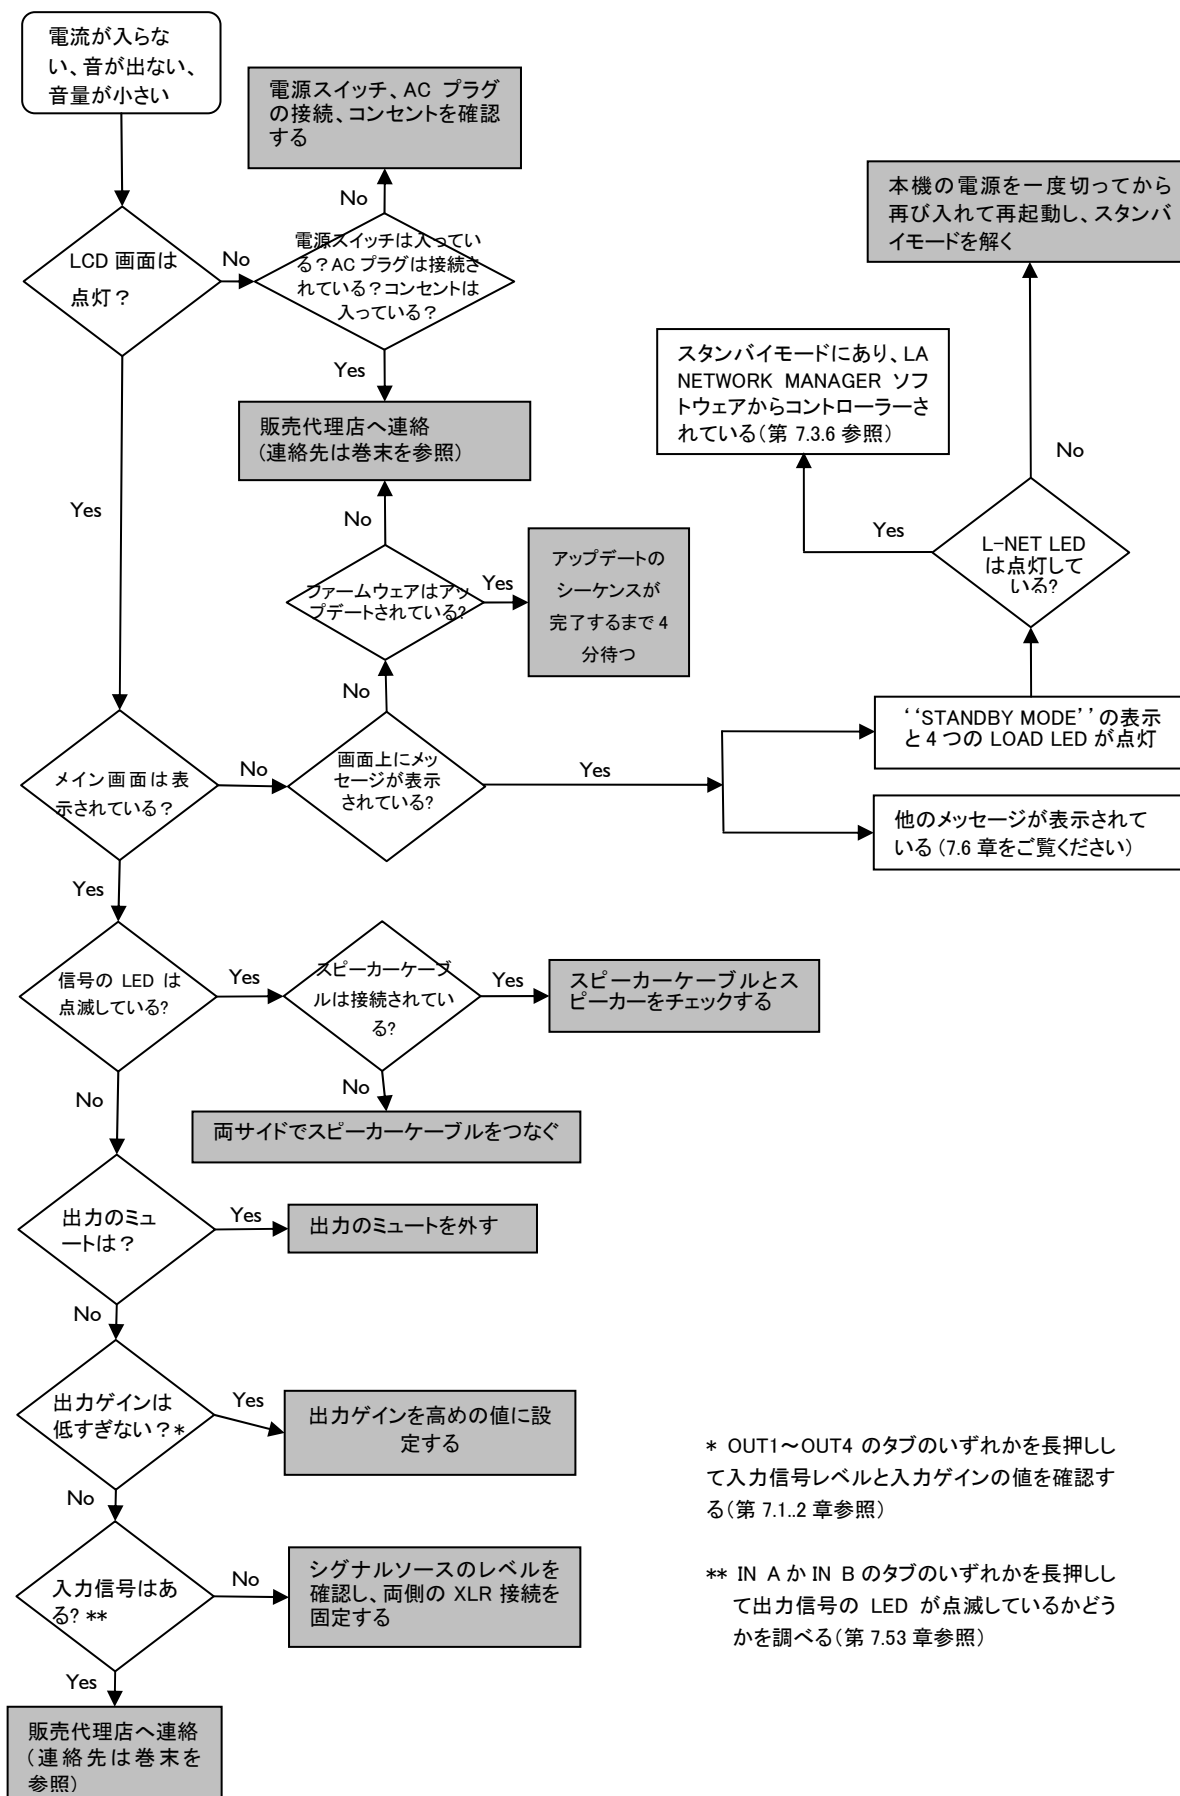 電流が入らな
い、音が出ない、
音量が小さい
電源スイッチ、AC プラグ
の接続、コンセントを確認
する
No
LCD 画面は
点灯？
No
電源スイッチは入ってい
る？AC プラグは接続さ
れている？コンセントは
入っている？
Yes
販売代理店へ連絡
(連絡先は巻末を参照)
Yes
No
ファームウェアはアッ
プデートされている?
Yes
アップデートの
シーケンスが
完了するまで 4
分待つ
No
本機の電源を一度切ってから
再び入れて再起動し、スタンバ
イモードを解く
スタンバイモードにあり、LA
NETWORK MANAGER ソフ
トウェアからコントローラーさ
れている(第 7.3.6 参照)
No
Yes
L-NET LED
は点灯して
いる?
‘‘STANDBY MODE’’の表示
と 4 つの LOAD LED が点灯
メイン画面は表
示されている？
No
画面上にメッ
セージが表示
されている?
Yes
他のメッセージが表示されて
いる (7.6 章をご覧ください)
Yes
信号の LED は
点滅している?
Yes
スピーカーケーブ
ルは接続されてい
る?
Yes
スピーカーケーブルとス
ピーカーをチェックする
No
No
両サイドでスピーカーケーブルをつなぐ
出力のミュ
ートは？
Yes
出力のミュートを外す
No
出力ゲインは
低すぎない？*
Yes
出力ゲインを高めの値に設
定する
No
入力信号はあ
る? **
No
シグナルソースのレベルを
確認し、両側の XLR 接続を
固定する
Yes
販売代理店へ連絡
(連絡先は巻末を
参照)
* OUT1～OUT4 のタブのいずれかを長押しし
て入力信号レベルと入力ゲインの値を確認す
る(第 7.1..2 章参照)
** IN A か IN B のタブのいずれかを長押しし
て出力信号の LED が点滅しているかどう
かを調べる(第 7.53 章参照)